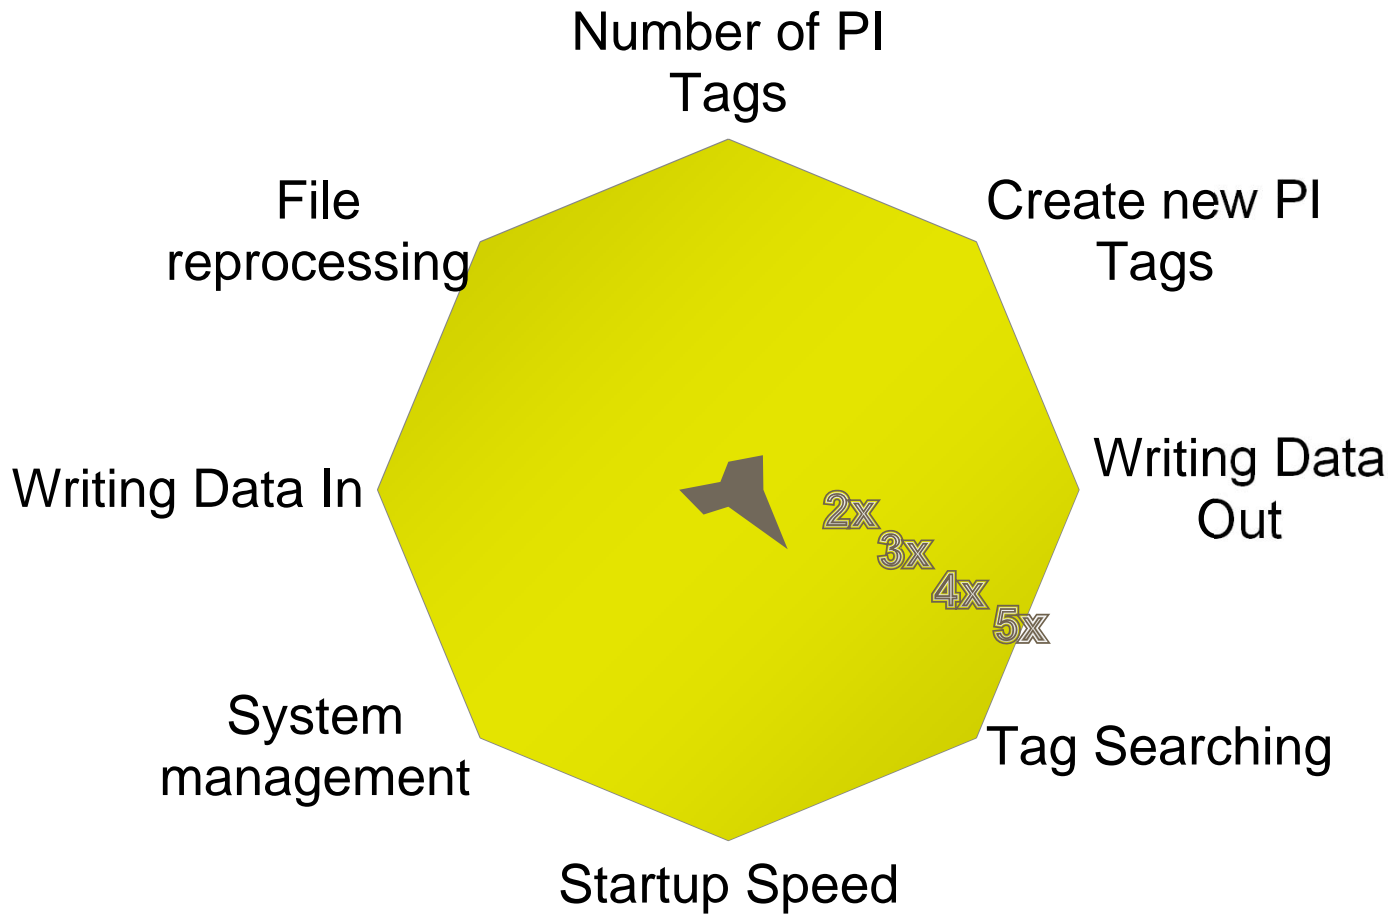 Number of PI
Tags
File
reprocessing
Create new PI
Tags
Writing Data In
Writing Data
Out
2x
3x
4x
5x
System
management
Tag Searching
Startup Speed